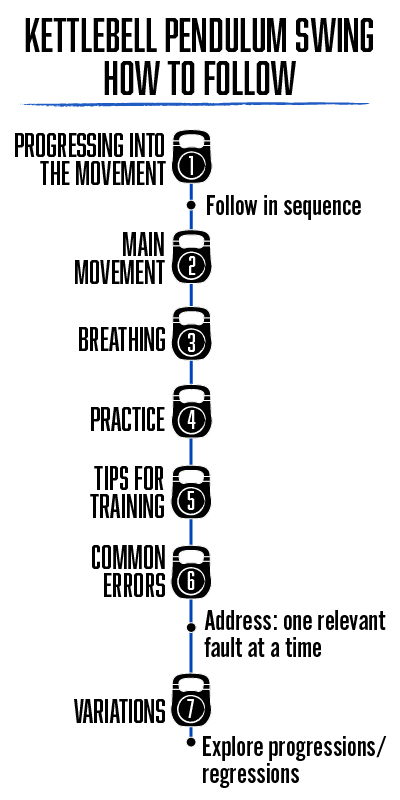 KETTLEBELL PENDULUM SWING
HOW TO FOLLOW
PROGRESSING INTO
THE MOVEMENT
1
Follow in sequence
MAIN
MOVEMENT
2
BREATHING
3
PRACTICE
4
TIPS FOR
TRAINING
5
COMMON
ERRORS
6
Address: one relevant
fault at a time
VARIATIONS
7
Explore progressions/
regressions